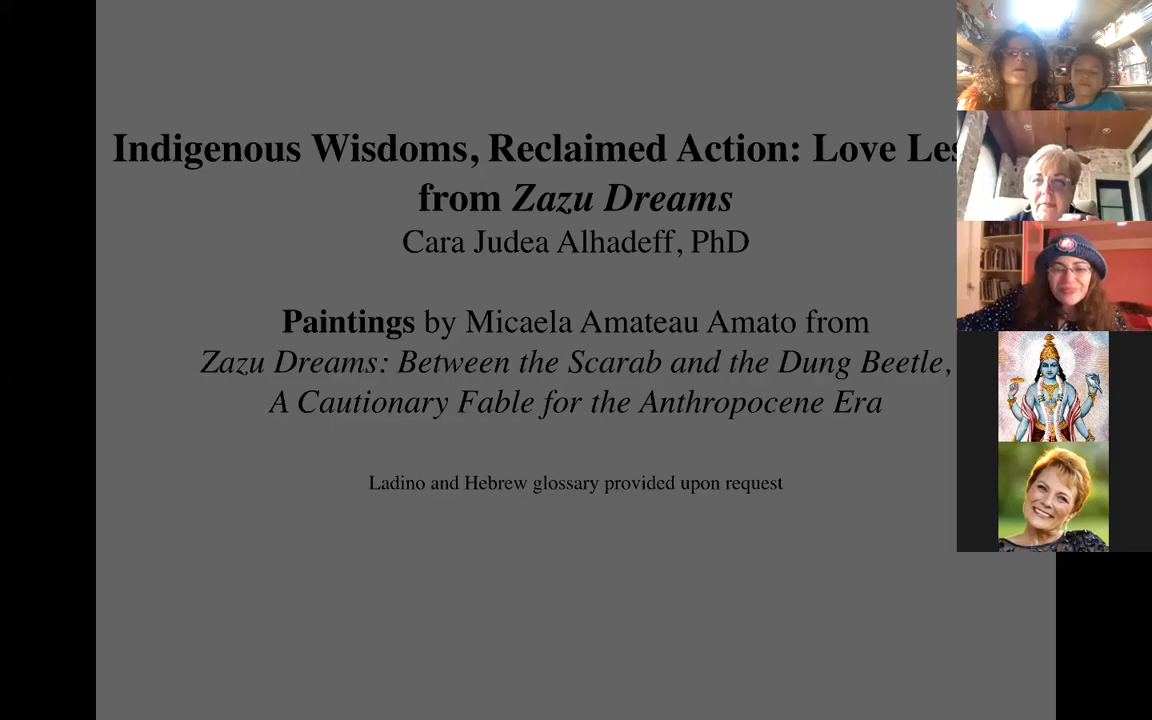 Indigenous Wisdoms, Reclaimed Action: Love
from Zazu Dreams
Cara Judea Alhadeff, PhD
Paintings by Micaela Amateau Amato from
Zazu Dreams: Between the Scarab and the Dung Beetle,
A Cautionary Fable for the Anthropocene Era
Ladino and Hebrew glossary provided upon request